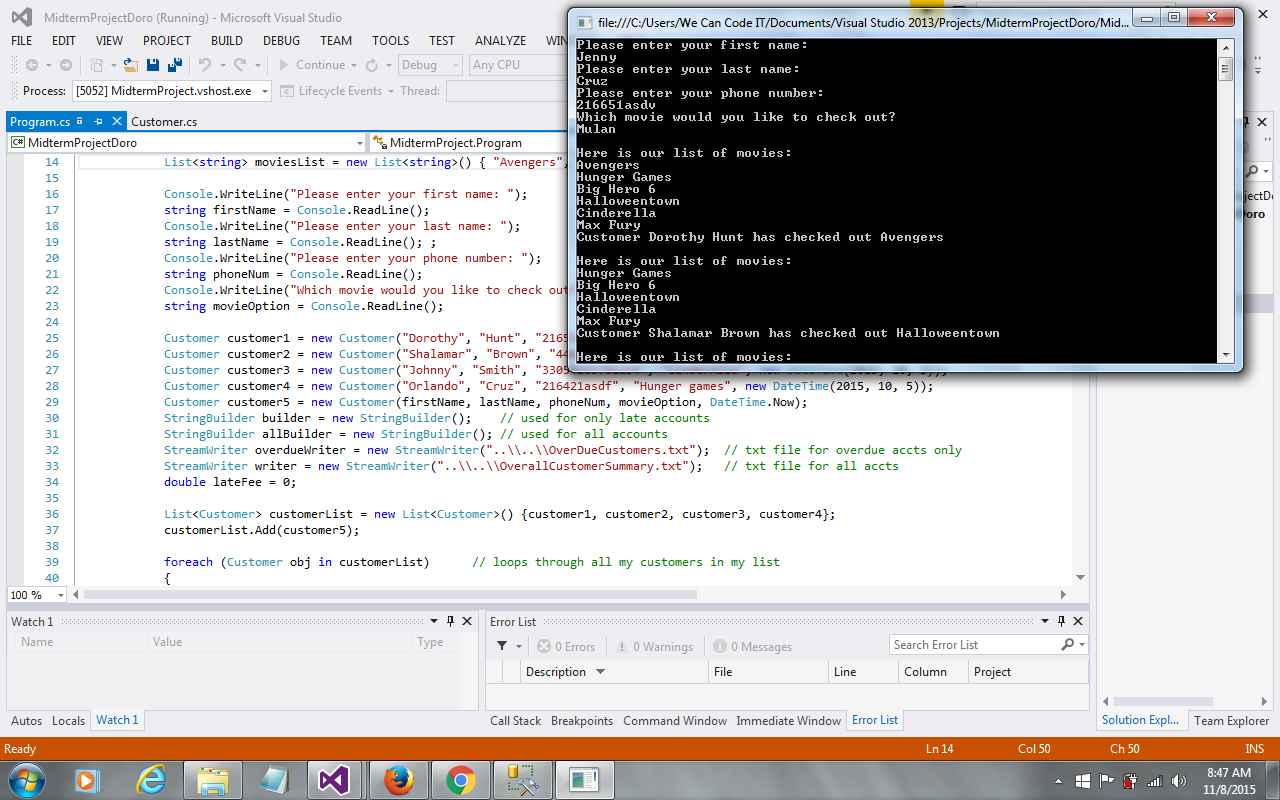 MidtermProjectDoro (Running) - Microsoft Visual Studio
FILE EDIT VIEW PROJECT BUILD DEBUG TEAM TOOLS TEST ANALYZE WIN
Continue Debug Any CPU
Process: [5052] MidtermProject.vshost.exe Lifecycle Events Thread:
Program.cs Customer.cs
MidtermProjectDoro MidtermProject.Program
14 List<string> moviesList = new List<string>() { "Avengers",
15
16 Console.WriteLine("Please enter your first name: ");
17 string firstName = Console.ReadLine();
18 Console.WriteLine("Please enter your last name: ");
19 string lastName = Console.ReadLine(); ;
20 Console.WriteLine("Please enter your phone number: ");
21 string phoneNum = Console.ReadLine();
22 Console.WriteLine("Which movie would you like to check out
23 string movieOption = Console.ReadLine();
24
25 Customer customer1 = new Customer("Dorothy", "Hunt", "2165
26 Customer customer2 = new Customer("Shalamar", "Brown", "44
27 Customer customer3 = new Customer("Johnny", "Smith",
28 Customer customer4 = new Customer("Orlando", "Cruz", "216421asdf", "Hunger games", new DateTime(2015, 10, 5));
29 Customer customer5 = new Customer(firstName, lastName, phoneNum, movieOption, DateTime.Now);
30 StringBuilder builder = new StringBuilder(); // used for only late accounts
31 StringBuilder allBuilder = new StringBuilder(); // used for all accounts
32 StreamWriter overdueWriter = new StreamWriter("..\\..\\OverDueCustomers.txt"); // txt file for overdue accts only
33 StreamWriter writer = new StreamWriter("..\\..\\OverallCustomerSummary.txt"); // txt file for all accts
34 double lateFee = 0;
35
36 List<Customer> customerList = new List<Customer>() {customer1, customer2, customer3, customer4};
37 customerList.Add(customer5);
38
39 foreach (Customer obj in customerList) // loops through all my customers in my list
40 {
100 %
file:///C:/Users/We Can Code IT/Documents/Visual Studio 2013/Projects/MidtermProjectDoro/Mid...
Please enter your first name:
Jenny
Please enter your last name:
Cruz
Please enter your phone number:
216651asdv
Which movie would you like to check out?
Mulan
Here is our list of movies:
Avengers
Hunger Games
Big Hero 6
Halloweentown
Cinderella
Max Fury
Customer Dorothy Hunt has checked out Avengers
Here is our list of movies:
Hunger Games
Big Hero 6
Halloweentown
Cinderella
Max Fury
Customer Shalamar Brown has checked out Halloweentown
Here is our list of movies:
Watch 1
Name Value Type
Autos Locals Watch 1
Error List
0 Errors 0 Warnings 0 Messages Search Error List
Description File Line Column Project
Call Stack Breakpoints Command Window Immediate Window Error List
Solution Expl... Team Explorer
Ready Ln 14 Col 50 Ch 50 INS
8:47 AM
11/8/2015